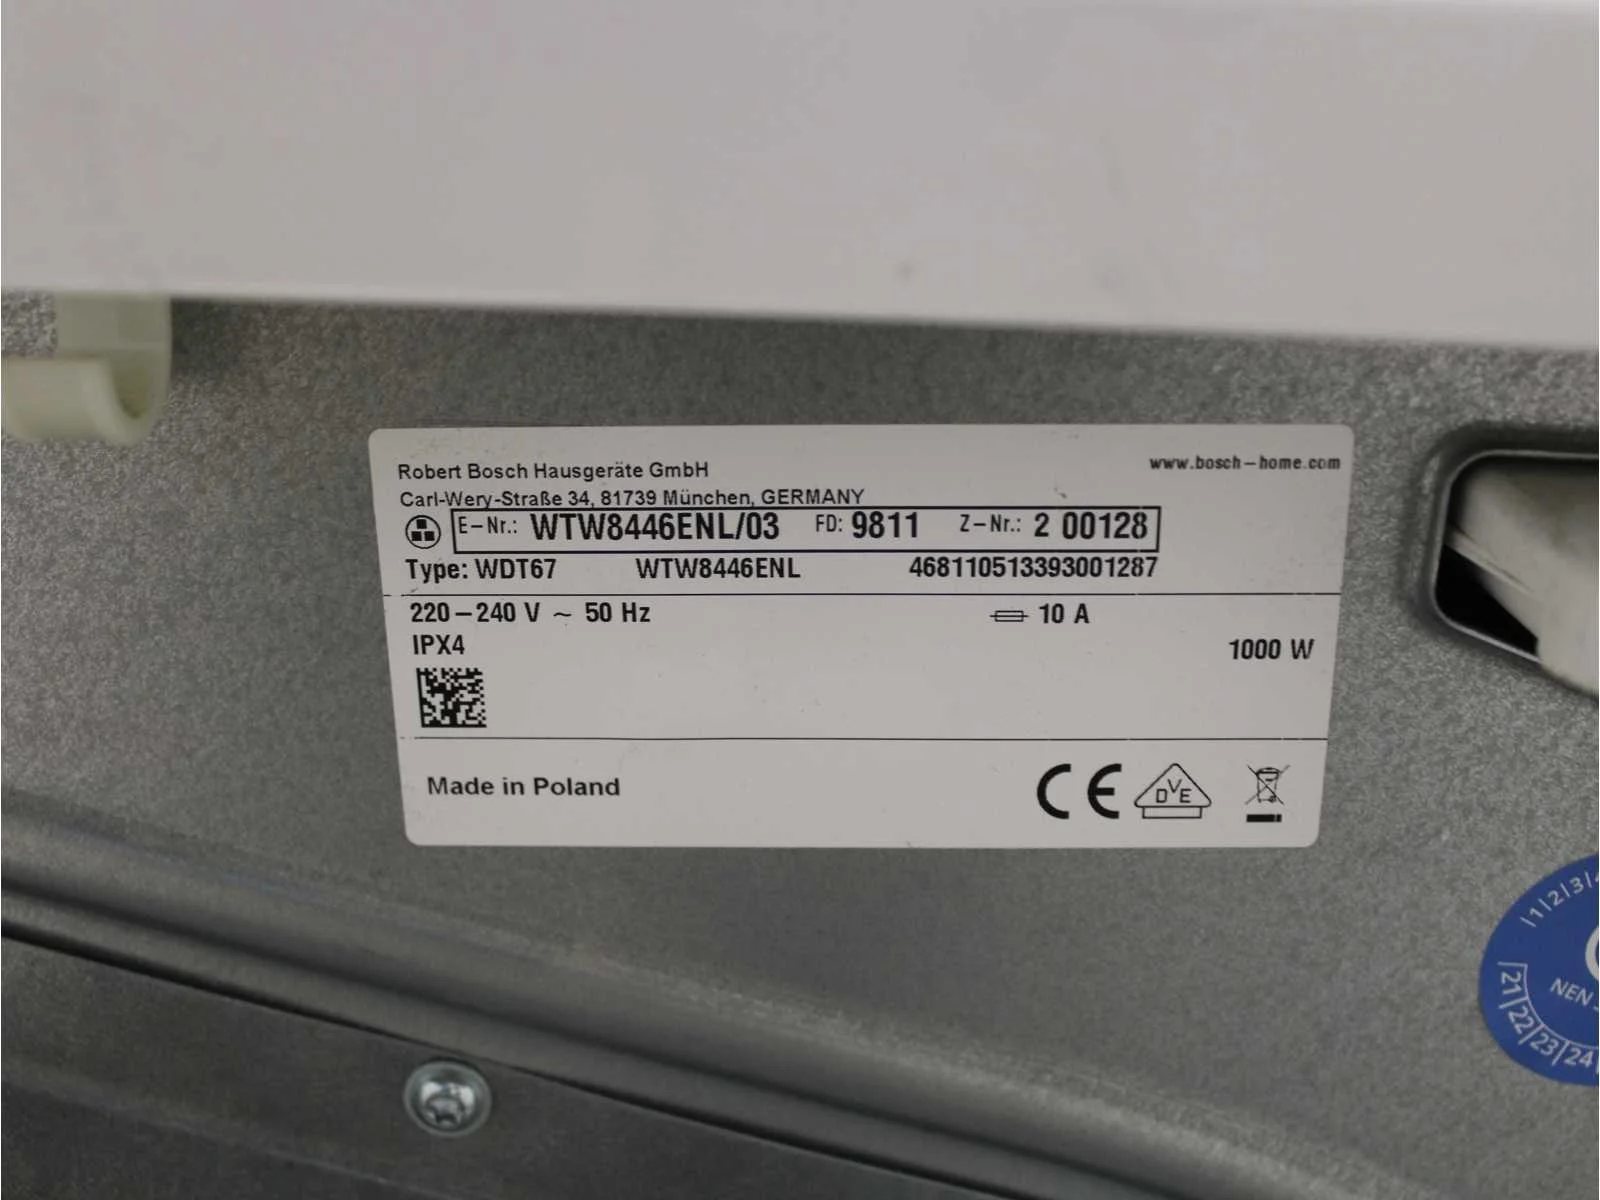 Robert Bosch Hausgeräte GmbH
www.bosch-home.com
Carl-Wery-Straße 34, 81739 München, GERMANY
E-Nr.: WTW8446ENL/03 FD: 9811 Z-Nr.: 2 00128
Type: WDT67 WTW8446ENL 468110513393001287
220-240 V ~ 50 Hz 10 A
IPX4 1000 W
Made in Poland
CE DVE
1|2|3|4
NEN
21|22|23|24